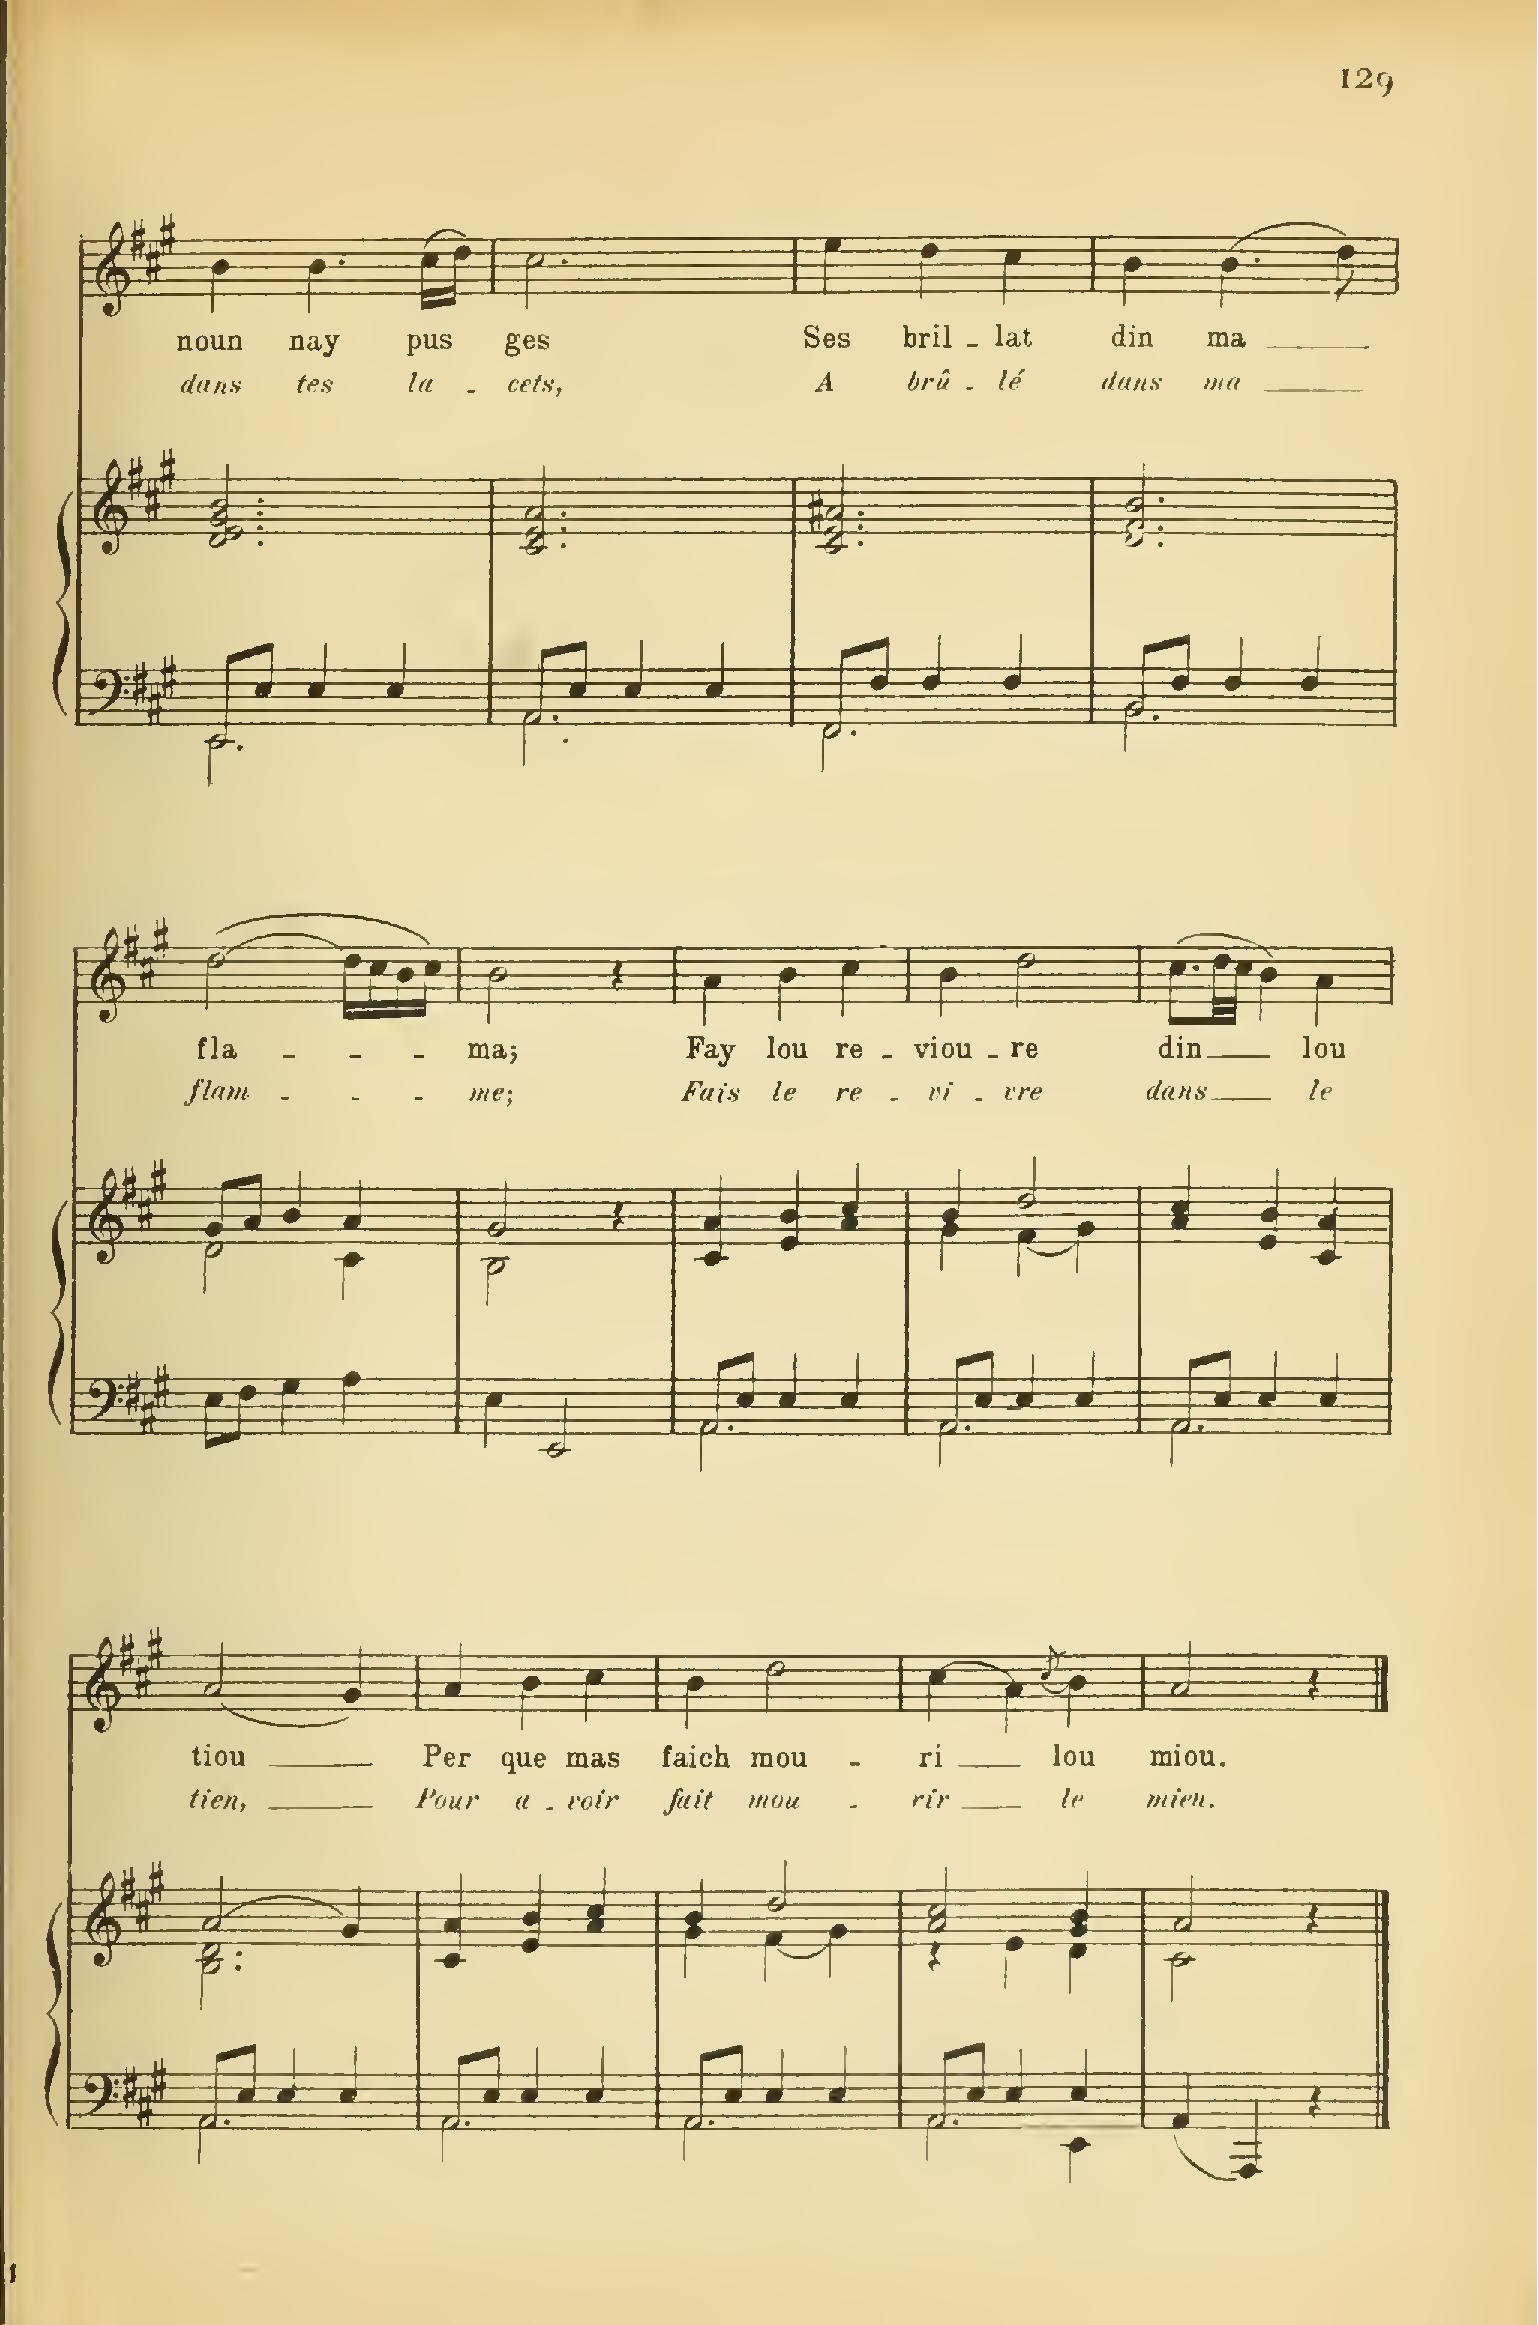 129
noun nay pus ges Ses bril - lat din ma
dans tes la - cets, A brû - lé dans ma
fla - - - ma; Fay lou re - viou - re din lou
flam - - - me; Fais le re - vi - vre dans le
tiou Per que mas faich mou - ri lou miou.
tien, Pour a - voir fait mou - rir le mien.